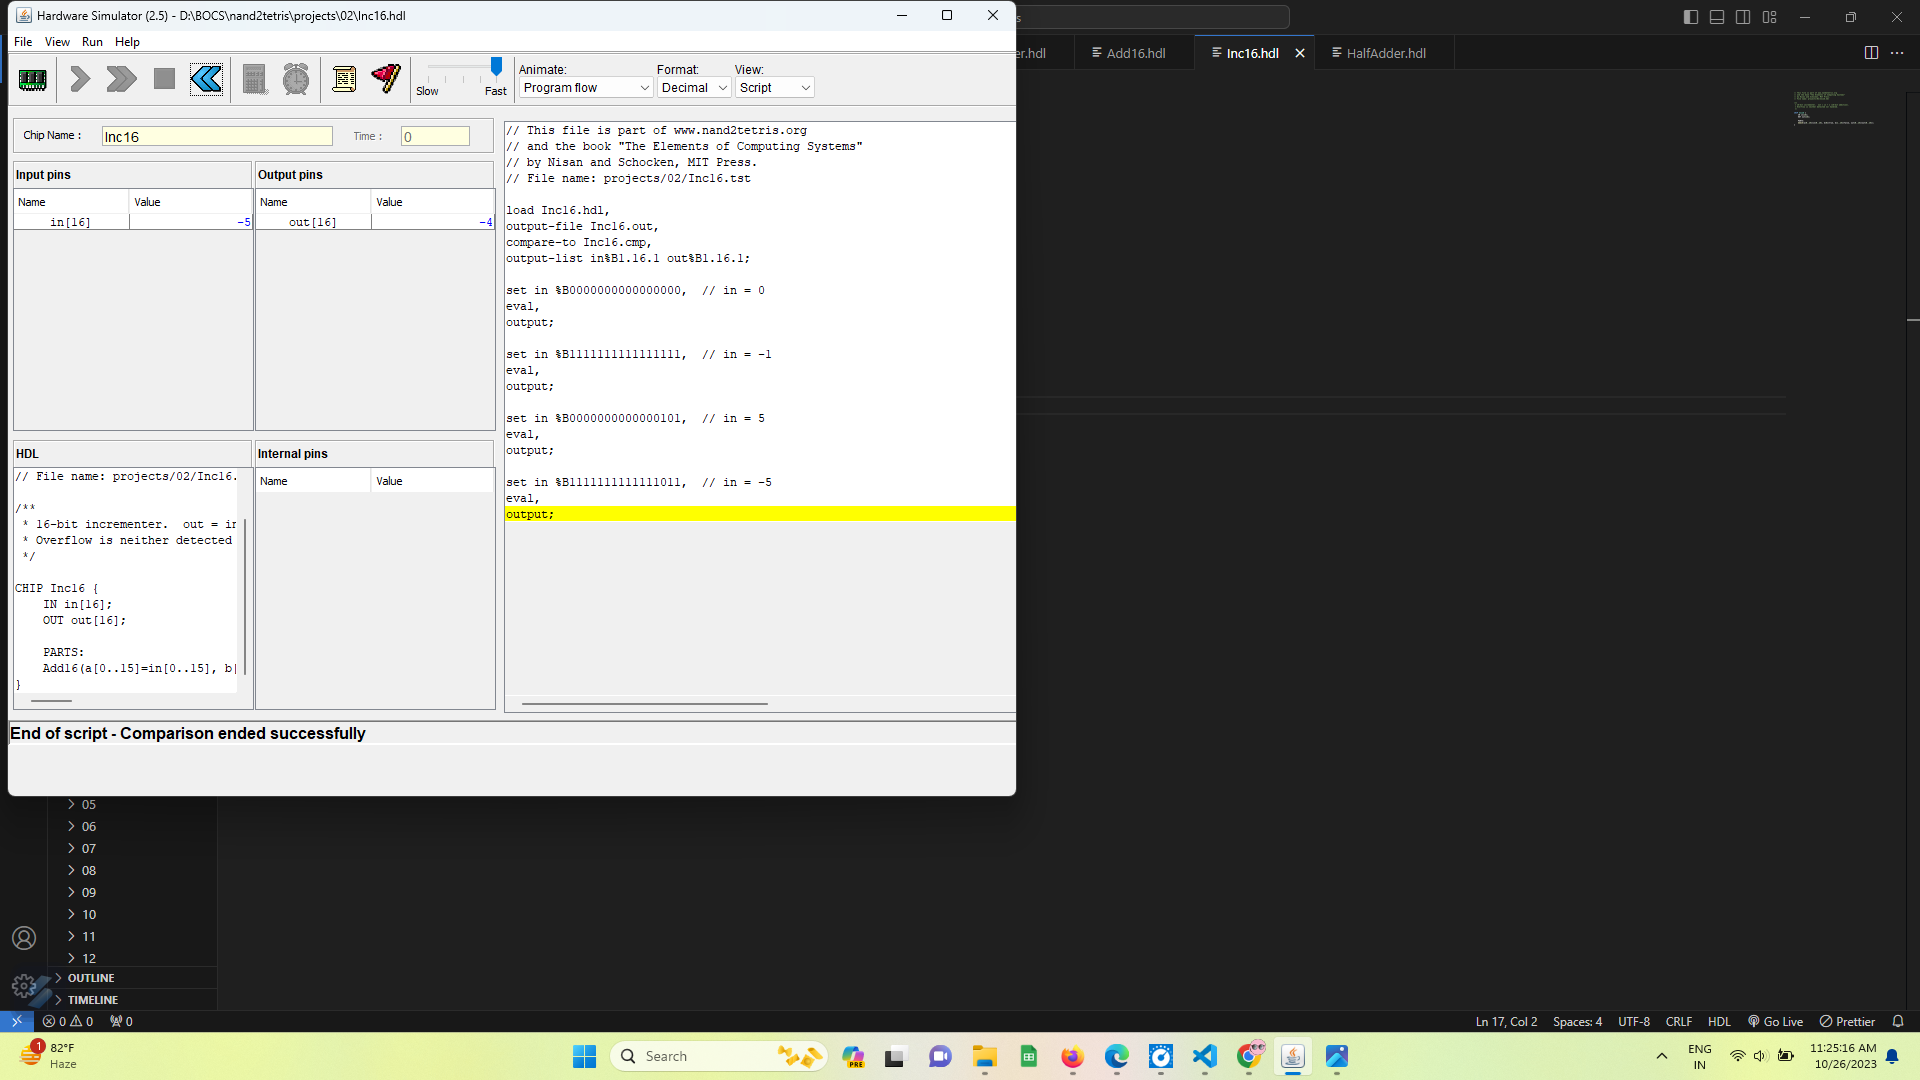 Hardware Simulator (2.5) - D:\BOCS\nand2tetris\projects\02\Inc16.hdl
File View Run Help
Slow Fast
Animate: Format: View:
Program flow Decimal Script
Chip Name : Inc16 Time : 0
Input pins Output pins
Name Value Name Value
in[16] -5 out[16] -4
HDL Internal pins
Name Value
// File name: projects/02/Inc16.
/**
* 16-bit incrementer. out = in
* Overflow is neither detected
*/
CHIP Inc16 {
IN in[16];
OUT out[16];
PARTS:
Add16(a[0..15]=in[0..15], b[
}
// This file is part of www.nand2tetris.org
// and the book "The Elements of Computing Systems"
// by Nisan and Schocken, MIT Press.
// File name: projects/02/Inc16.tst
load Inc16.hdl,
output-file Inc16.out,
compare-to Inc16.cmp,
output-list in%B1.16.1 out%B1.16.1;
set in %B0000000000000000, // in = 0
eval,
output;
set in %B1111111111111111, // in = -1
eval,
output;
set in %B0000000000000101, // in = 5
eval,
output;
set in %B1111111111111011, // in = -5
eval,
output;
End of script - Comparison ended successfully
s
er.hdl Add16.hdl Inc16.hdl HalfAdder.hdl
05
06
07
08
09
10
11
12
OUTLINE
TIMELINE
0 0 0 Ln 17, Col 2 Spaces: 4 UTF-8 CRLF HDL Go Live Prettier
1 82°F
Haze
Search
PRE
ENG
IN
11:25:16 AM
10/26/2023